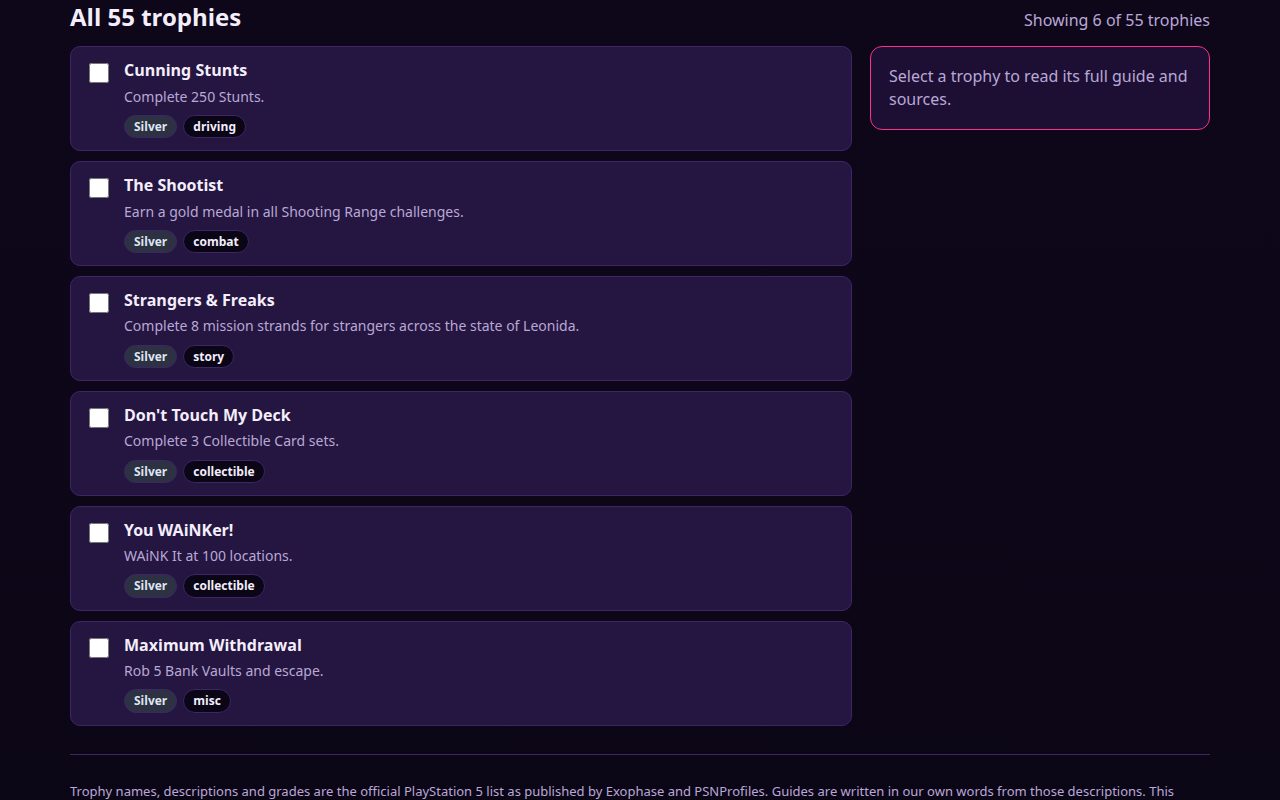 All 55 trophies
Showing 6 of 55 trophies
Cunning Stunts
Complete 250 Stunts.
Silver driving
The Shootist
Earn a gold medal in all Shooting Range challenges.
Silver combat
Strangers & Freaks
Complete 8 mission strands for strangers across the state of Leonida.
Silver story
Don't Touch My Deck
Complete 3 Collectible Card sets.
Silver collectible
You WAiNKer!
WAiNK It at 100 locations.
Silver collectible
Maximum Withdrawal
Rob 5 Bank Vaults and escape.
Silver misc
Select a trophy to read its full guide and
sources.
Trophy names, descriptions and grades are the official PlayStation 5 list as published by Exophase and PSNProfiles. Guides are written in our own words from those descriptions. This